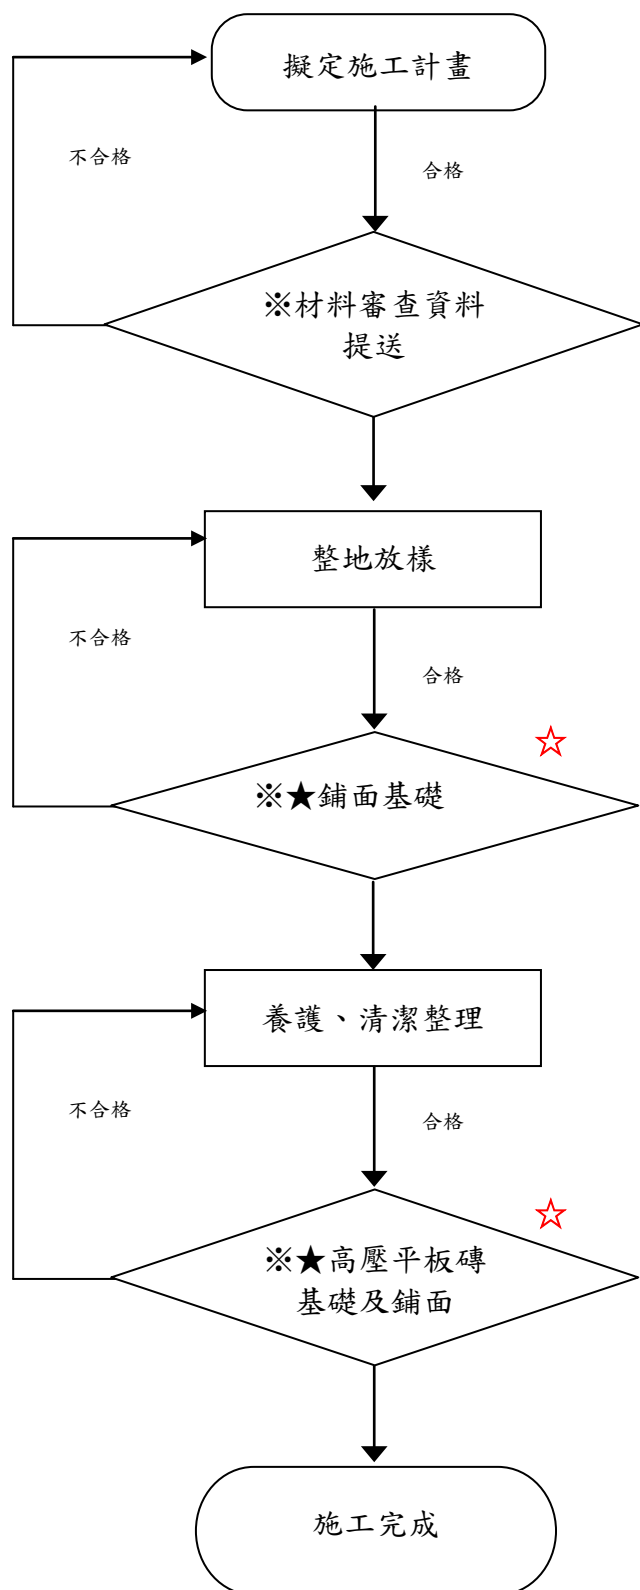 擬定施工計畫
不合格
合格
※材料審查資料
提送
整地放樣
不合格
合格
※★鋪面基礎
養護、清潔整理
不合格
合格
※★高壓平板磚
基礎及鋪面
施工完成